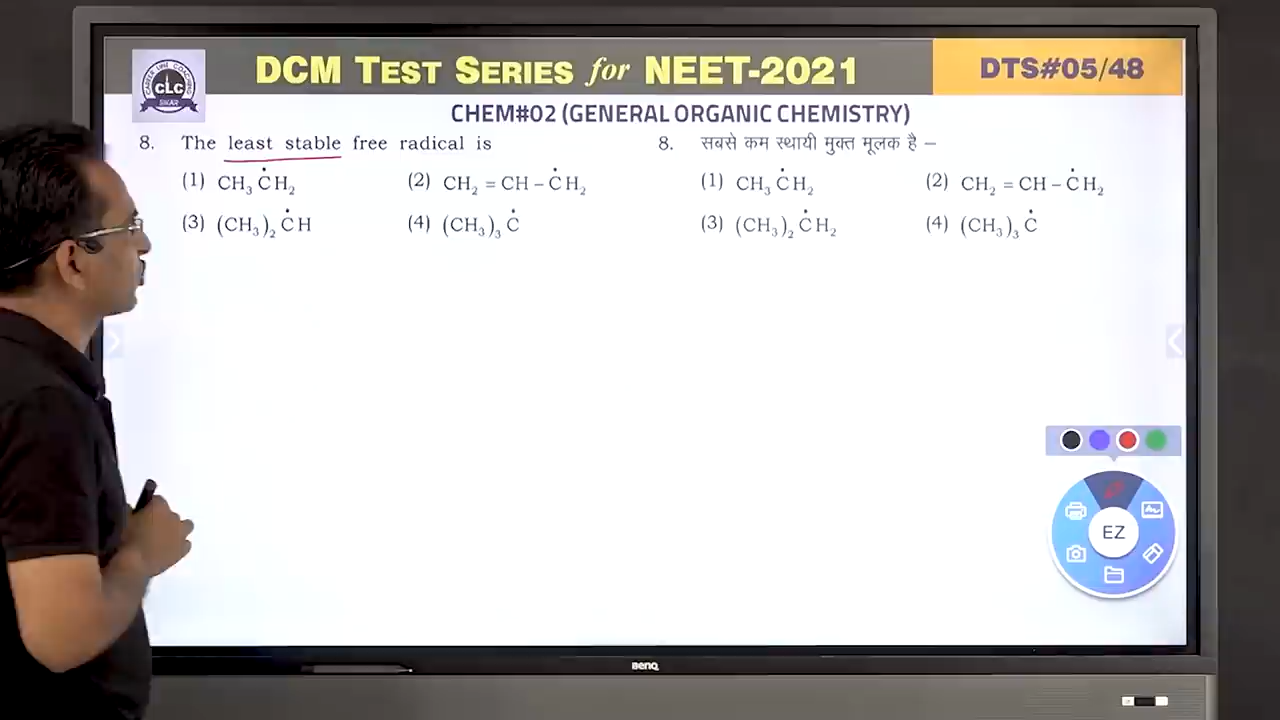 DCM TEST SERIES for NEET-2021
DTS#05/48
CLC
SIKAR
CHEM#02 (GENERAL ORGANIC CHEMISTRY)
8. The least stable free radical is
(1) CH₃ĊH₂ (2) CH₂ = CH – ĊH₂
(3) (CH₃)₂ĊH (4) (CH₃)₃Ċ
8. सबसे कम स्थायी मुक्त मूलक है –
(1) CH₃ĊH₂ (2) CH₂ = CH – ĊH₂
(3) (CH₃)₂ĊH₂ (4) (CH₃)₃Ċ
EZ
BenQ